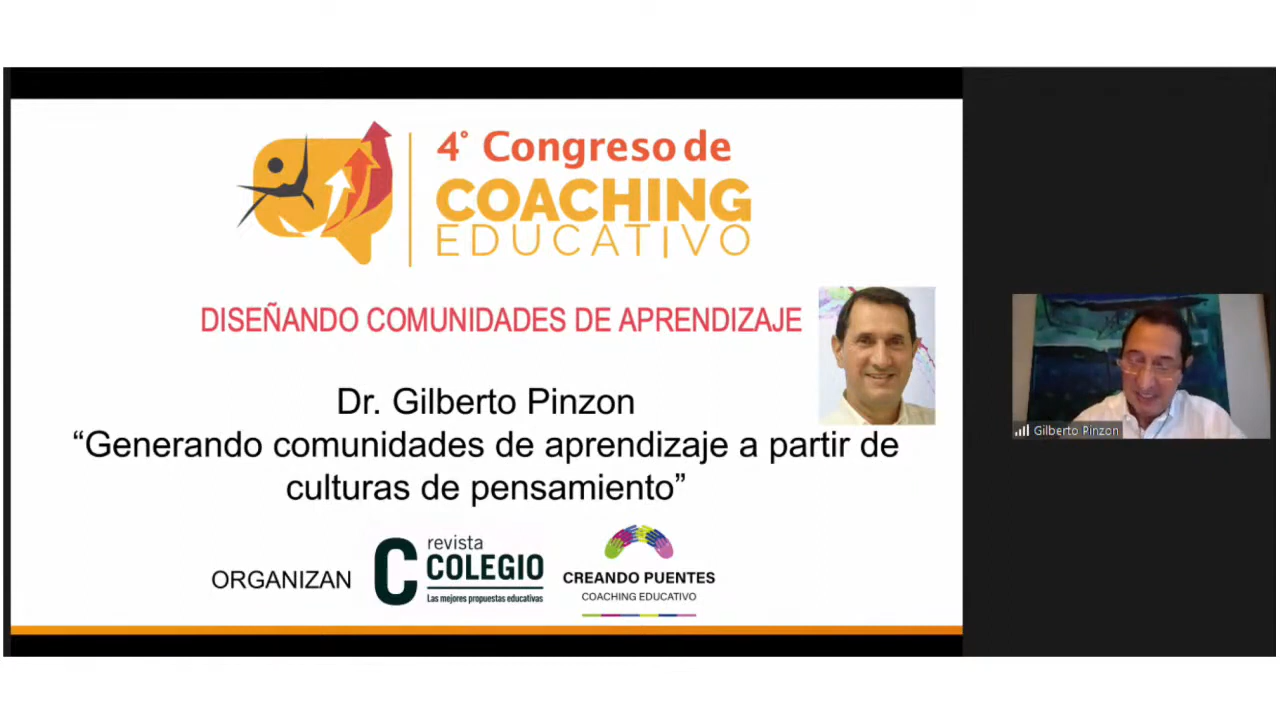 4° Congreso de
COACHING
EDUCATIVO
DISEÑANDO COMUNIDADES DE APRENDIZAJE
Dr. Gilberto Pinzon
“Generando comunidades de aprendizaje a partir de
culturas de pensamiento”
ORGANIZAN
C revista
COLEGIO
Las mejores propuestas educativas
CREANDO PUENTES
COACHING EDUCATIVO
Gilberto Pinzon